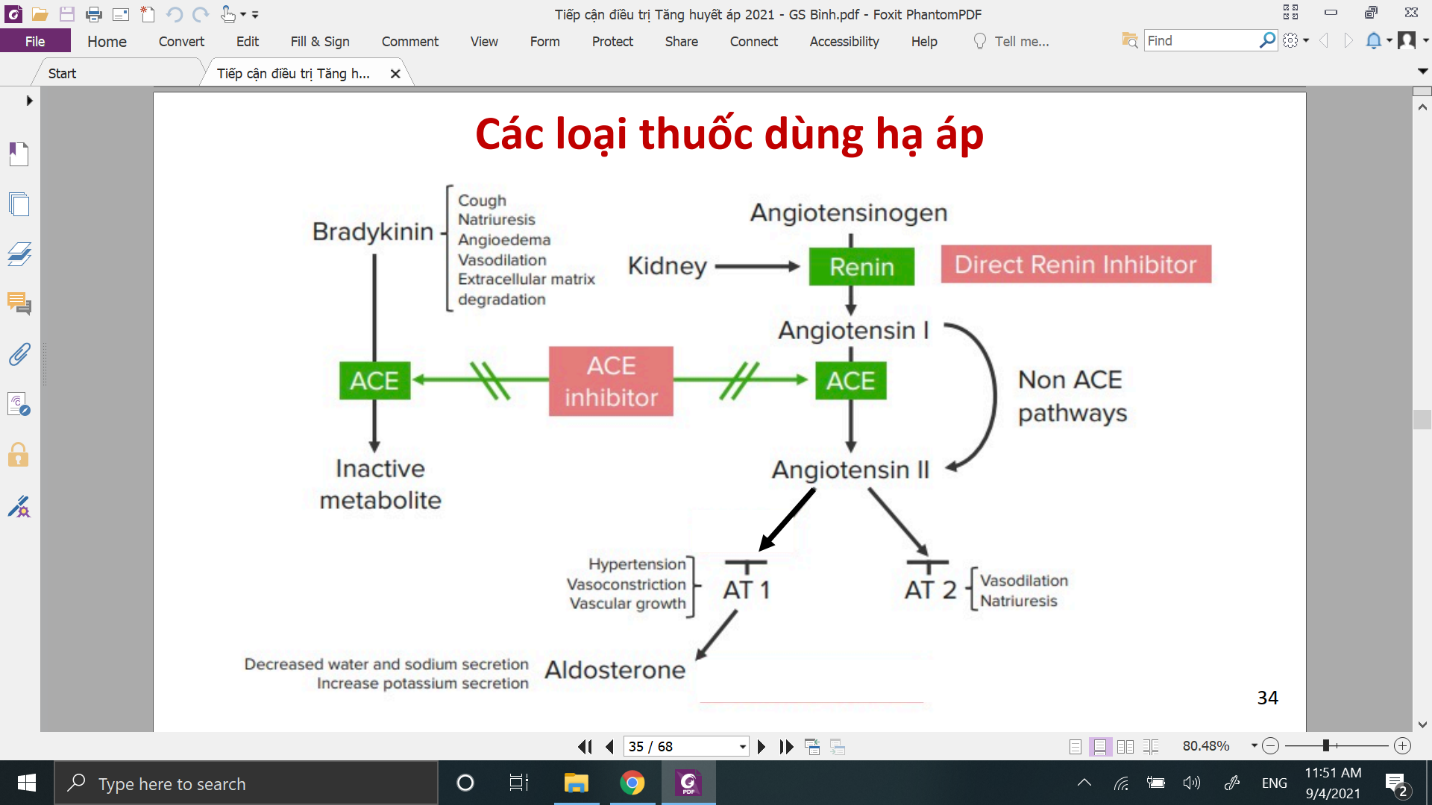 Tiếp cận điều trị Tăng huyết áp 2021 - GS Binh.pdf - Foxit PhantomPDF
File Home Convert Edit Fill & Sign Comment View Form Protect Share Connect Accessibility Help Tell me... Find
Start Tiếp cận điều trị Tăng h...
Các loại thuốc dùng hạ áp
Bradykinin
Cough
Natriuresis
Angioedema
Vasodilation
Extracellular matrix
degradation
Angiotensinogen
Kidney
Renin
Direct Renin Inhibitor
Angiotensin I
ACE
ACE
inhibitor
ACE
Non ACE
pathways
Inactive
metabolite
Angiotensin II
Hypertension
Vasoconstriction
Vascular growth
AT 1
AT 2
Vasodilation
Natriuresis
Decreased water and sodium secretion
Increase potassium secretion
Aldosterone
34
35 / 68
80.48%
Type here to search
PDF
ENG
11:51 AM
9/4/2021
2